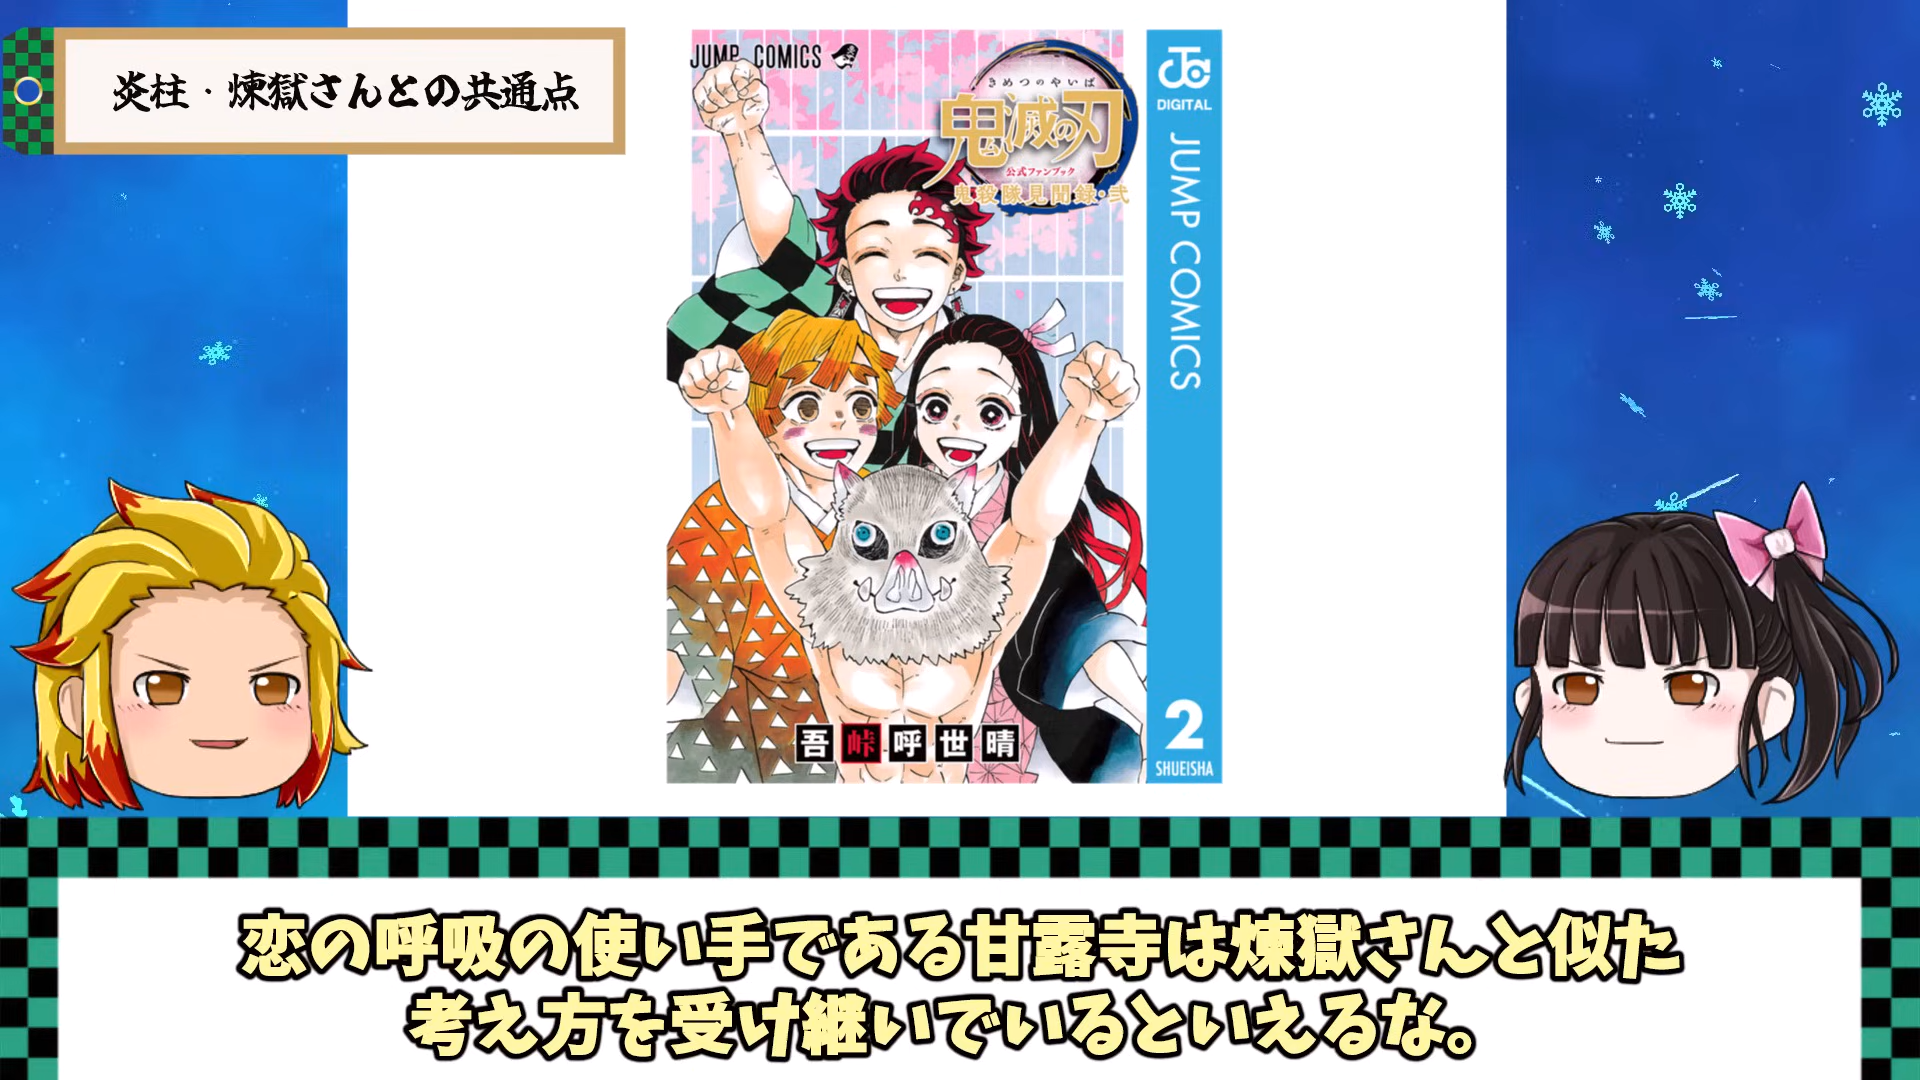 炎柱・煉獄さんとの共通点
JUMP COMICS
きめつのやいば
鬼滅の刃
公式ファンブック
鬼殺隊見聞録・弐
吾峠呼世晴
JC
DIGITAL
JUMP COMICS
2
SHUEISHA
恋の呼吸の使い手である甘露寺は煉獄さんと似た
考え方を受け継いでいるといえるな。